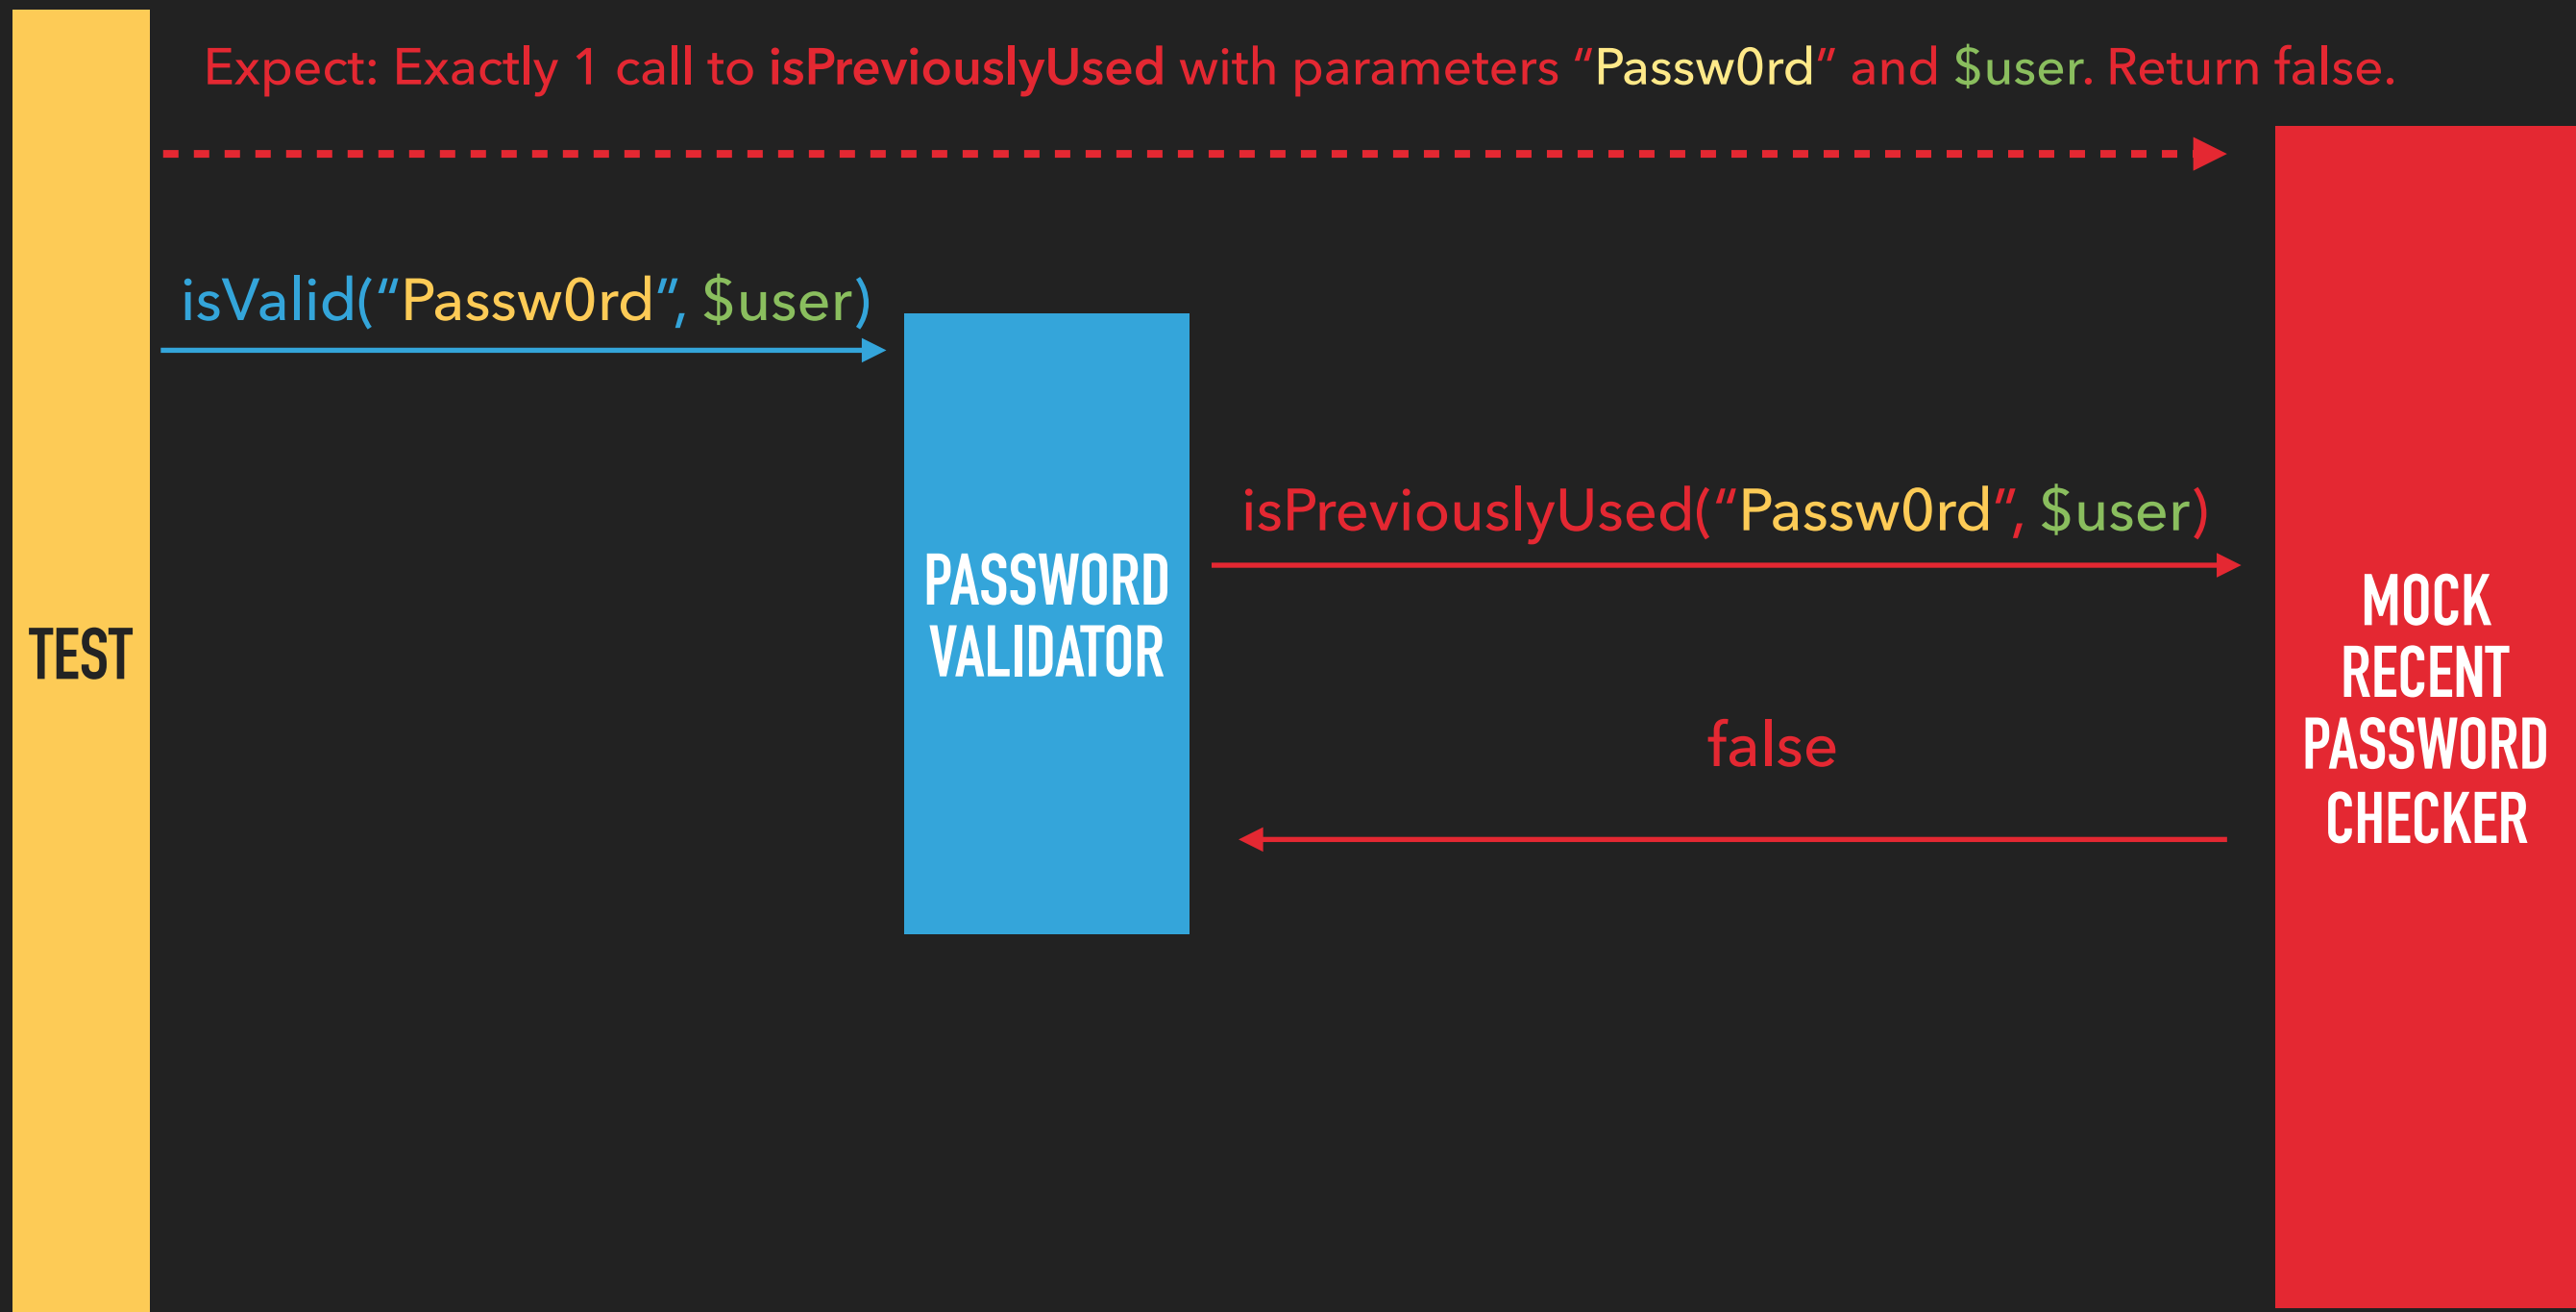 Expect: Exactly 1 call to isPreviouslyUsed with parameters “Passw0rd” and $user. Return false.
isValid(“Passw0rd”, $user)
isPreviouslyUsed(“Passw0rd”, $user)
TEST
PASSWORD
VALIDATOR
false
MOCK
RECENT
PASSWORD
CHECKER